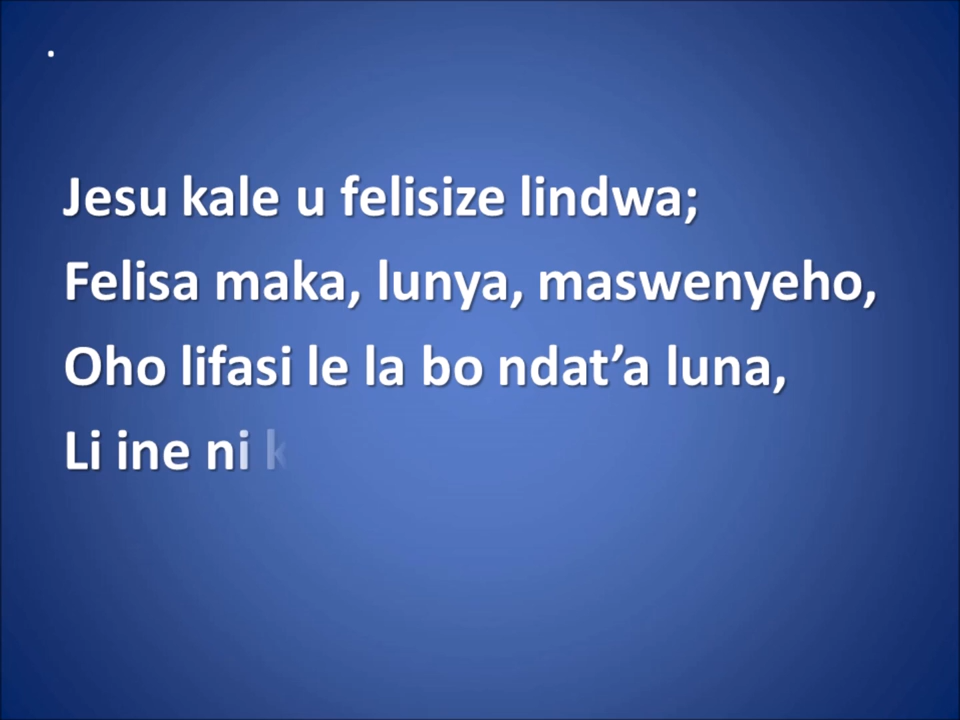 .
Jesu kale u felisize lindwa;
Felisa maka, lunya, maswenyeho,
Oho lifasi le la bo ndat’a luna,
Li ine ni